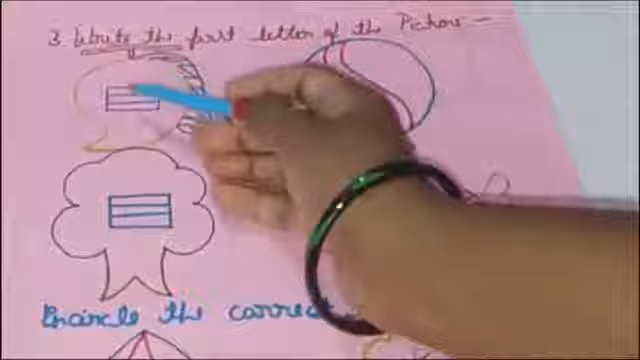 3. Write the first letter of the Picture -
Encircle the correct